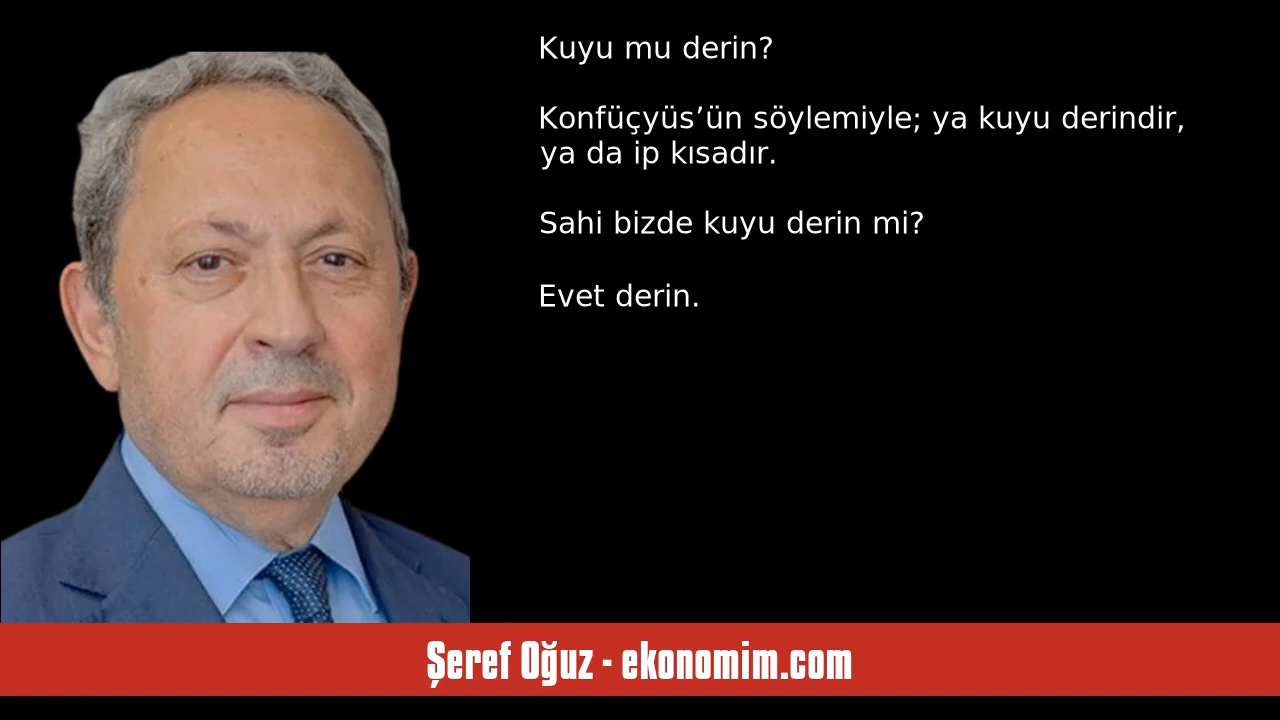 Kuyu mu derin?
Konfüçyüs’ün söylemiyle; ya kuyu derindir,
ya da ip kısadır.
Sahi bizde kuyu derin mi?
Evet derin.
Şeref Oğuz - ekonomim.com